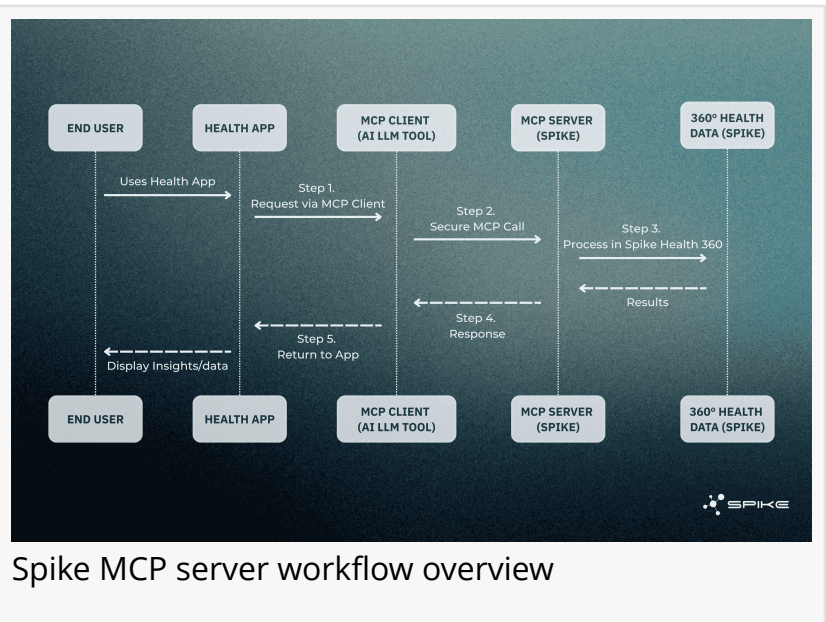 END USER
HEALTH APP
MCP CLIENT
(AI LLM TOOL)
MCP SERVER
(SPIKE)
360º HEALTH
DATA (SPIKE)
Uses Health App
Step 1.
Request via MCP Client
Step 2.
Secure MCP Call
Step 3.
Process in Spike Health 360
Results
Step 4.
Response
Step 5.
Return to App
Display Insights/data
END USER
HEALTH APP
MCP CLIENT
(AI LLM TOOL)
MCP SERVER
(SPIKE)
360º HEALTH
DATA (SPIKE)
SPIKE
Spike MCP server workflow overview